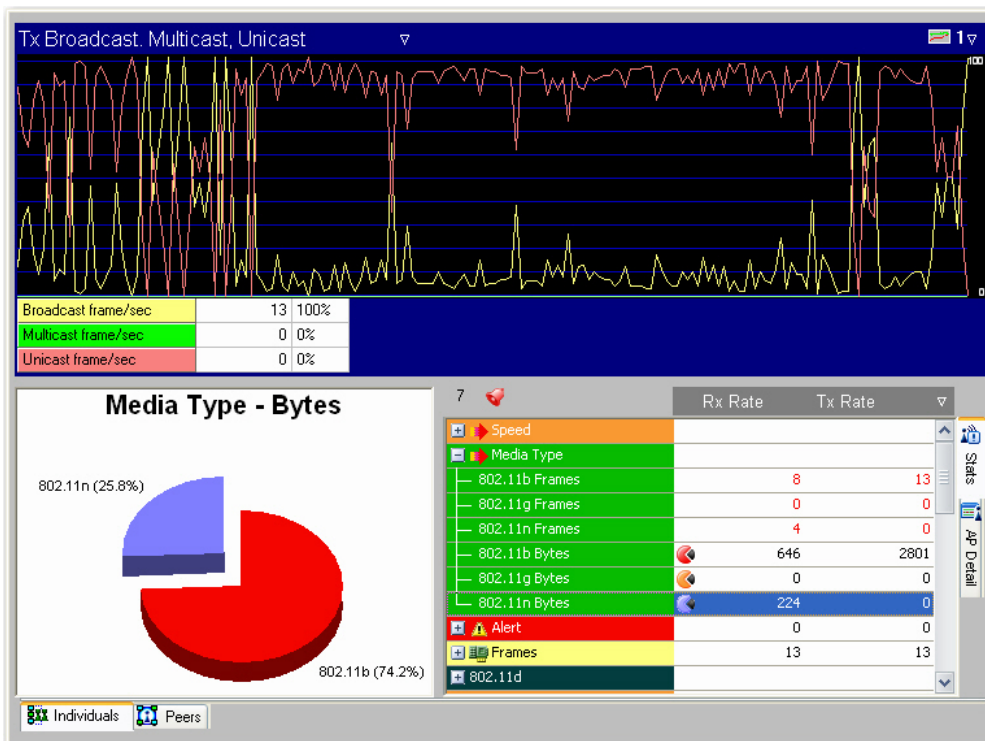 Tx Broadcast. Multicast, Unicast 1
100
0
Broadcast frame/sec 13 100%
Multicast frame/sec 0 0%
Unicast frame/sec 0 0%
Media Type - Bytes
802.11n (25.8%)
802.11b (74.2%)
7 Rx Rate Tx Rate
Speed
Media Type
802.11b Frames 8 13
802.11g Frames 0 0
802.11n Frames 4 0
802.11b Bytes 646 2801
802.11g Bytes 0 0
802.11n Bytes 224 0
Alert 0 0
Frames 13 13
802.11d
Stats
AP Detail
Individuals Peers